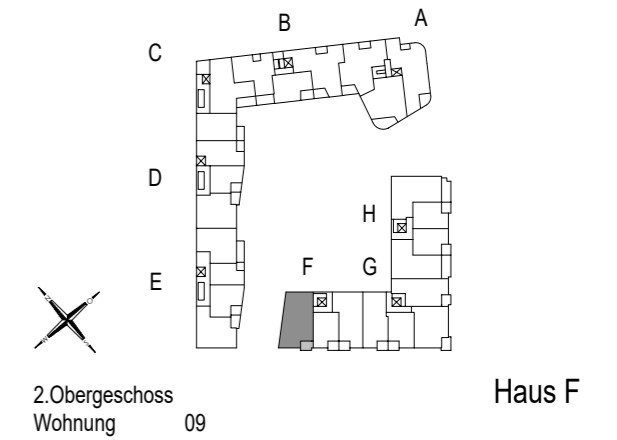 A
B
C
D
H
F G
E
N O
W S
2.Obergeschoss
Wohnung 09
Haus F